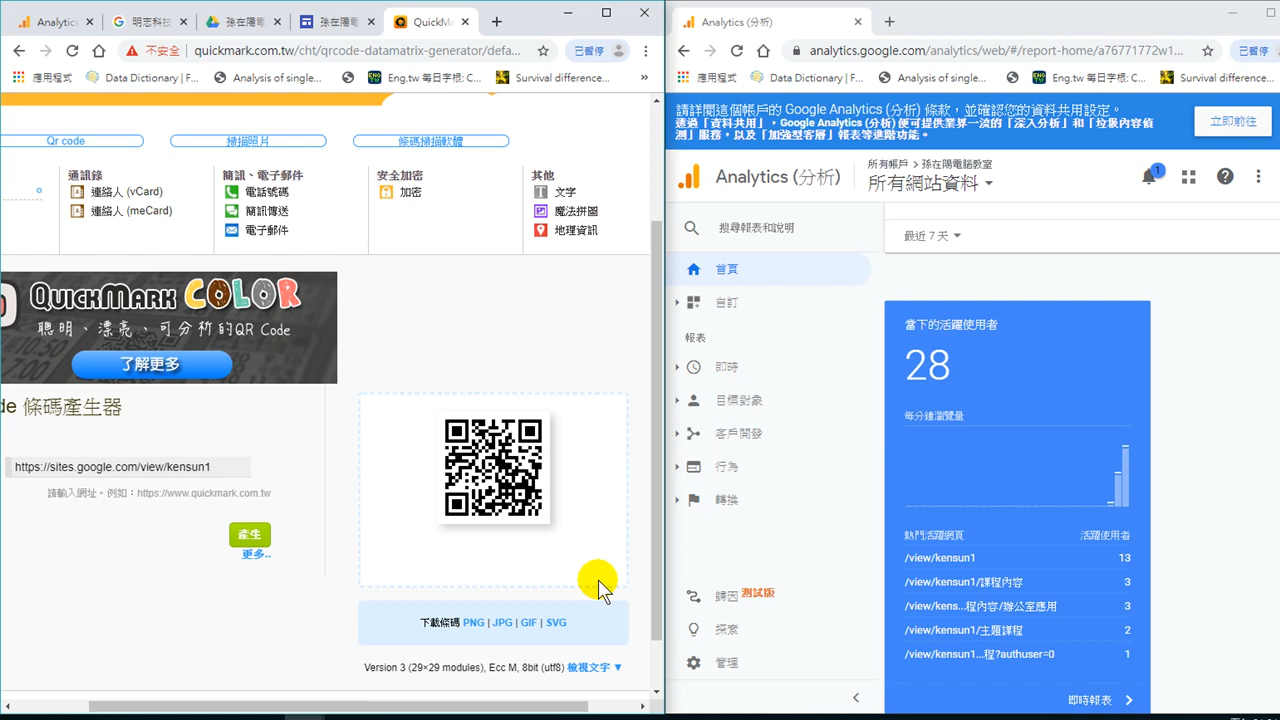 Analytic
明志科技
孫在陽電
孫在陽電
QuickMa
不安全
quickmark.com.tw/cht/qrcode-datamatrix-generator/defa...
已暫停
應用程式
Data Dictionary | F...
Analysis of single...
Eng.tw 每日字根: C...
Survival difference...
»
Qr code
掃描照片
條碼掃描軟體
通訊錄
簡訊、電子郵件
安全加密
其他
連絡人 (vCard)
電話號碼
加密
文字
連絡人 (meCard)
簡訊傳送
魔法拼圖
電子郵件
地理資訊
QUICKMARK COLOR
聰明、漂亮、可分析的QR Code
了解更多
de 條碼產生器
https://sites.google.com/view/kensun1
請輸入網址。例如：https://www.quickmark.com.tw
產生
更多..
下載條碼 PNG | JPG | GIF | SVG
Version 3 (29×29 modules), Ecc M, 8bit (utf8) 檢視文字 ▼
Analytics (分析)
analytics.google.com/analytics/web/#/report-home/a76771772w1...
已暫停
應用程式
Data Dictionary | F...
Analysis of single...
Eng.tw 每日字根: C...
Survival difference...
請詳閱這個帳戶的 Google Analytics (分析) 條款，並確認您的資料共用設定。
透過「資料共用」，Google Analytics (分析) 便可提供業界一流的「深入分析」和「垃圾內容偵
測」服務，以及「加強型客層」報表等進階功能。
立即前往
Analytics (分析)
所有帳戶 > 孫在陽電腦教室
所有網站資料
1
搜尋報表和說明
最近 7 天
首頁
自訂
報表
即時
目標對象
客戶開發
行為
轉換
歸因 測試版
探索
管理
當下的活躍使用者
28
每分鐘瀏覽量
熱門活躍網頁
活躍使用者
/view/kensun1 13
/view/kensun1/課程內容 3
/view/kens...程內容/辦公室應用 3
/view/kensun1/主題課程 2
/view/kensun1...程?authuser=0 1
即時報表